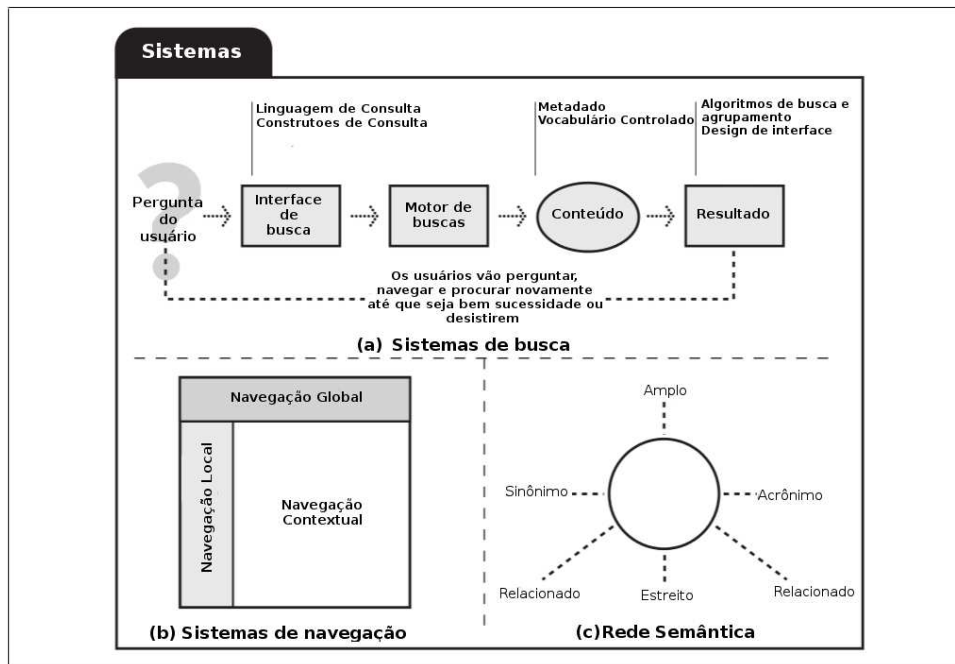 Sistemas
Linguagem de Consulta
Construtoes de Consulta
Metadado
Vocabulário Controlado
Algoritmos de busca e
agrupamento
Design de interface
?
Pergunta
do
usuário
Interface
de
busca
Motor de
buscas
Conteúdo
Resultado
Os usuários vão perguntar,
navegar e procurar novamente
até que seja bem sucessidade ou
desistirem
(a) Sistemas de busca
Navegação Global
Navegação Local
Navegação
Contextual
(b) Sistemas de navegação
Amplo
Sinônimo
Acrônimo
Relacionado
Estreito
Relacionado
(c)Rede Semântica